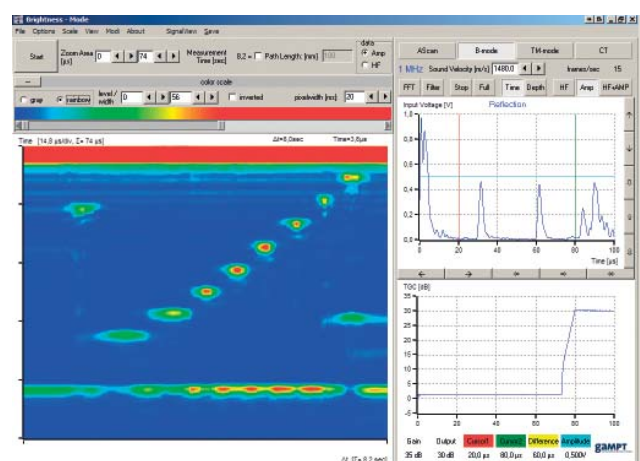 Brightness - Mode
File Options Scale View Modi About SignalView Save
Start
Zoom Area [µs] 0 74
Measurement Time [sec]
B,Z = Path Length: [mm] 100
data
Amp
HF
color scale
gray rainbow
level / width 0 56
inverted
pixelwidth [ns] 20
Time [14,8 µs/div, Σ= 74 µs] Δt=8,0sec Time=3,6µs
AScan B-mode TM-mode CT
1 MHz Sound Velocity [m/s] 1480.0 frames/sec 15
FFT Filter Stop Full Time Depth HF Amp HF+AMP
Input Voltage [V] Reflection
1,0
0,8
0,6
0,4
0,2
0,0
0 20 40 60 80 100
Time [µs]
TGC [dB]
35
30
25
20
15
10
5
0
-5
0 20 40 60 80 100
Gain Output Cursor1 Cursor2 Difference Amplitude
35 dB 30 dB 20,0 µs 80,0 µs 60,0 µs 0,500V
GAMPT